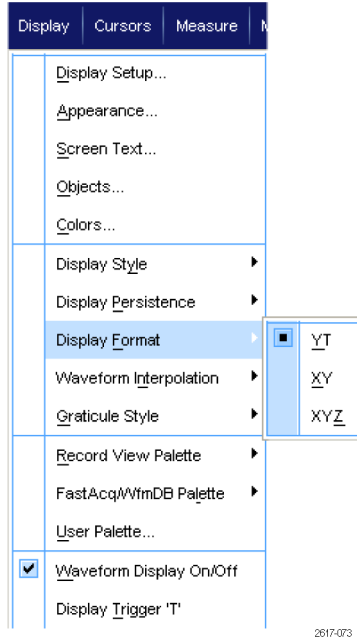 Display Cursors Measure
Display Setup...
Appearance...
Screen Text...
Objects...
Colors...
Display Style
Display Persistence
Display Format
YT
Waveform Interpolation
XY
Graticule Style
XYZ
Record View Palette
FastAcq/WfmDB Palette
User Palette...
Waveform Display On/Off
Display Trigger 'T'
2617-073